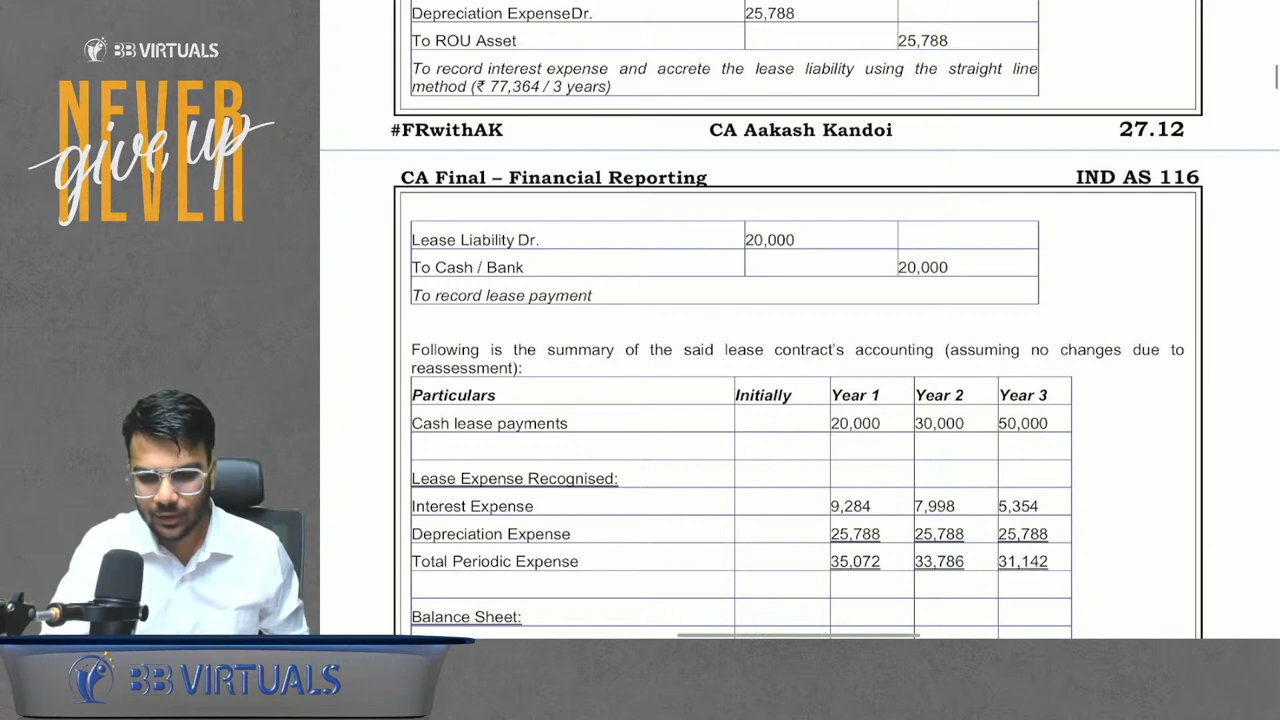 BB VIRTUALS
NEVER
give up
NEVER
Depreciation ExpenseDr. 25,788
To ROU Asset 25,788
To record interest expense and accrete the lease liability using the straight line
method (₹ 77,364 / 3 years)
#FRwithAK CA Aakash Kandoi 27.12
CA Final – Financial Reporting IND AS 116
Lease Liability Dr. 20,000
To Cash / Bank 20,000
To record lease payment
Following is the summary of the said lease contract's accounting (assuming no changes due to
reassessment):
Particulars Initially Year 1 Year 2 Year 3
Cash lease payments 20,000 30,000 50,000
Lease Expense Recognised:
Interest Expense 9,284 7,998 5,354
Depreciation Expense 25,788 25,788 25,788
Total Periodic Expense 35,072 33,786 31,142
Balance Sheet:
BB VIRTUALS